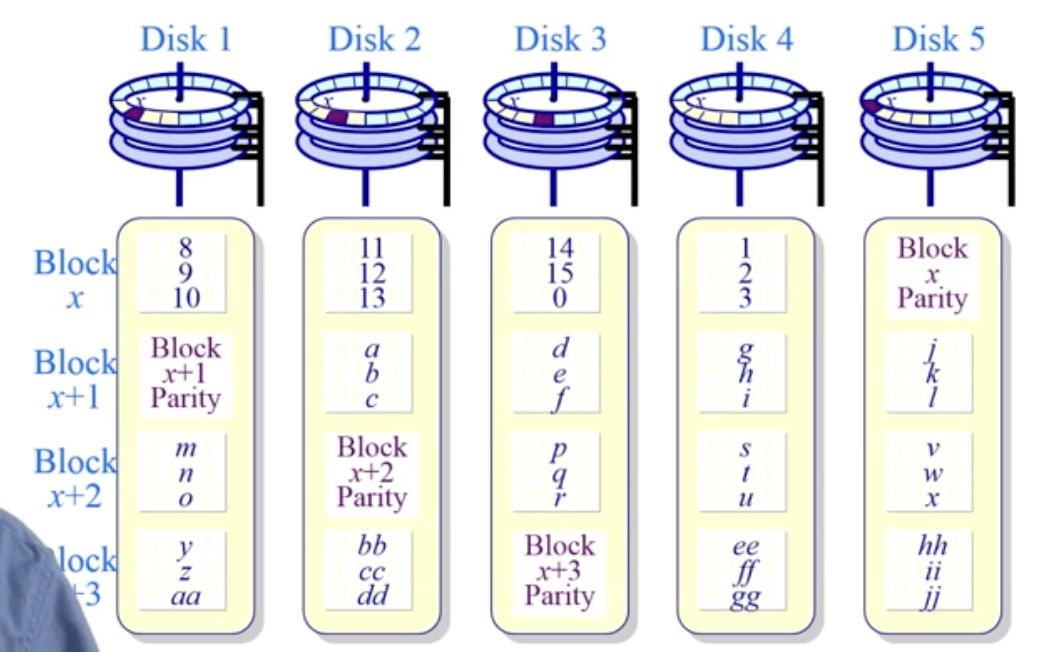 Disk 1 Disk 2 Disk 3 Disk 4 Disk 5
x x x x x
Block 8 11 14 1 Block
x 9 12 15 2 x
10 13 0 3 Parity
Block Block a d g j
x+1 x+1 b e h k
Parity c f i l
Block m Block p s v
x+2 n x+2 q t w
o Parity r u x
lock y bb Block ee hh
+3 z cc x+3 ff ii
aa dd Parity gg jj